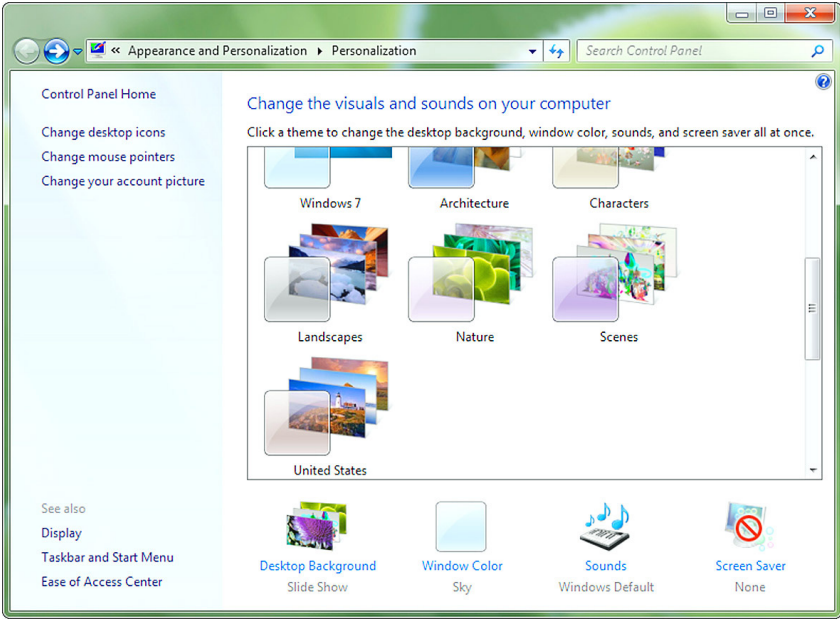 « Appearance and Personalization ▸ Personalization
Search Control Panel
Control Panel Home
Change desktop icons
Change mouse pointers
Change your account picture
Change the visuals and sounds on your computer
Click a theme to change the desktop background, window color, sounds, and screen saver all at once.
Windows 7
Architecture
Characters
Landscapes
Nature
Scenes
United States
See also
Display
Taskbar and Start Menu
Ease of Access Center
Desktop Background
Slide Show
Window Color
Sky
Sounds
Windows Default
Screen Saver
None